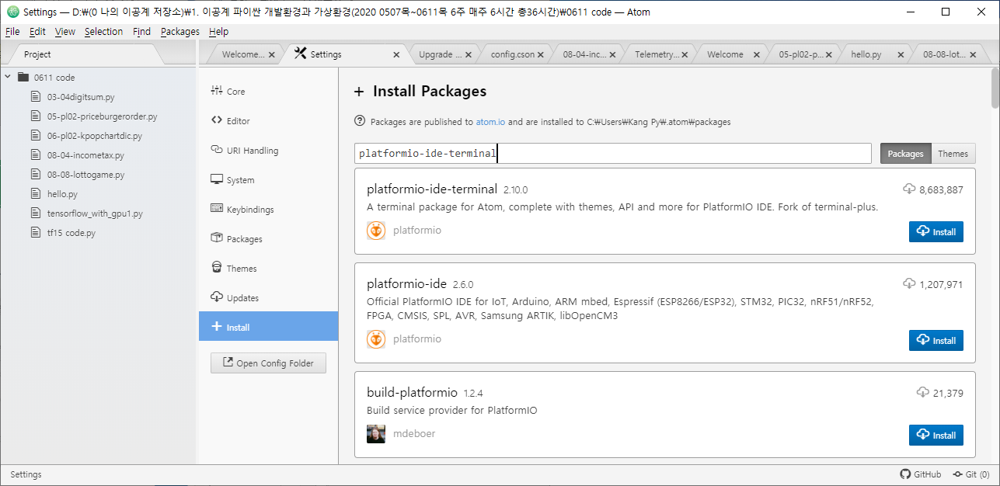 Settings — D:₩(0 나의 이공계 저장소)₩1. 이공계 파이썬 개발환경과 가상환경(2020 0507목~0611목 6주 매주 6시간 총36시간)₩0611 code — Atom
File Edit View Selection Find Packages Help
Project
Welcome...
Settings
Upgrade ...
config.cson
08-04-inc...
Telemetry...
Welcome
05-pl02-p...
hello.py
08-08-lot...
0611 code
03-04digitsum.py
05-pl02-priceburgerorder.py
06-pl02-kpopchartdic.py
08-04-incometax.py
08-08-lottogame.py
hello.py
tensorflow_with_gpu1.py
tf15 code.py
Core
Editor
URI Handling
System
Keybindings
Packages
Themes
Updates
Install
Open Config Folder
Install Packages
Packages are published to atom.io and are installed to C:₩Users₩Kang Py₩.atom₩packages
platformio-ide-terminal
Packages Themes
platformio-ide-terminal 2.10.0 8,683,887
A terminal package for Atom, complete with themes, API and more for PlatformIO IDE. Fork of terminal-plus.
platformio
Install
platformio-ide 2.6.0 1,207,971
Official PlatformIO IDE for IoT, Arduino, ARM mbed, Espressif (ESP8266/ESP32), STM32, PIC32, nRF51/nRF52,
FPGA, CMSIS, SPL, AVR, Samsung ARTIK, libOpenCM3
platformio
Install
build-platformio 1.2.4 21,379
Build service provider for PlatformIO
mdeboer
Install
Settings
GitHub
Git (0)